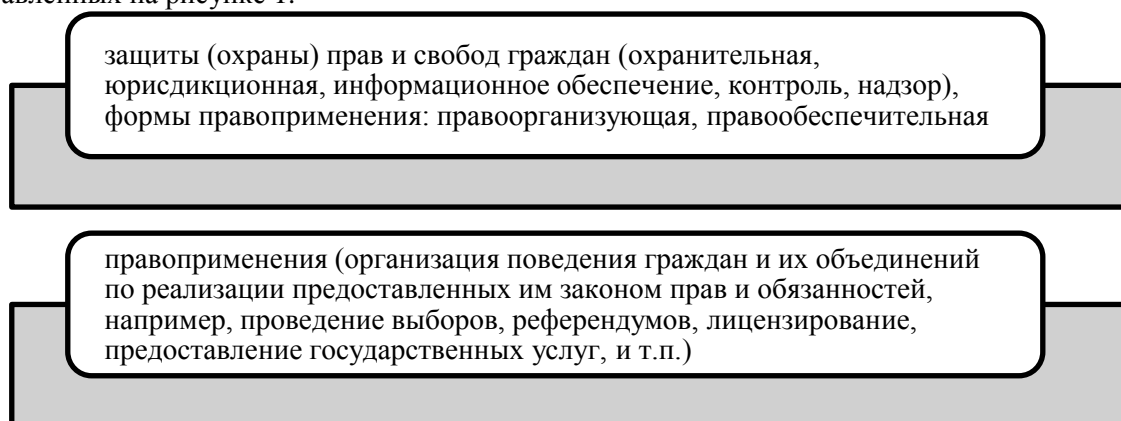 защиты (охраны) прав и свобод граждан (охранительная,
юрисдикционная, информационное обеспечение, контроль, надзор),
формы правоприменения: правоорганизующая, правообеспечительная
правоприменения (организация поведения граждан и их объединений
по реализации предоставленных им законом прав и обязанностей,
например, проведение выборов, референдумов, лицензирование,
предоставление государственных услуг, и т.п.)